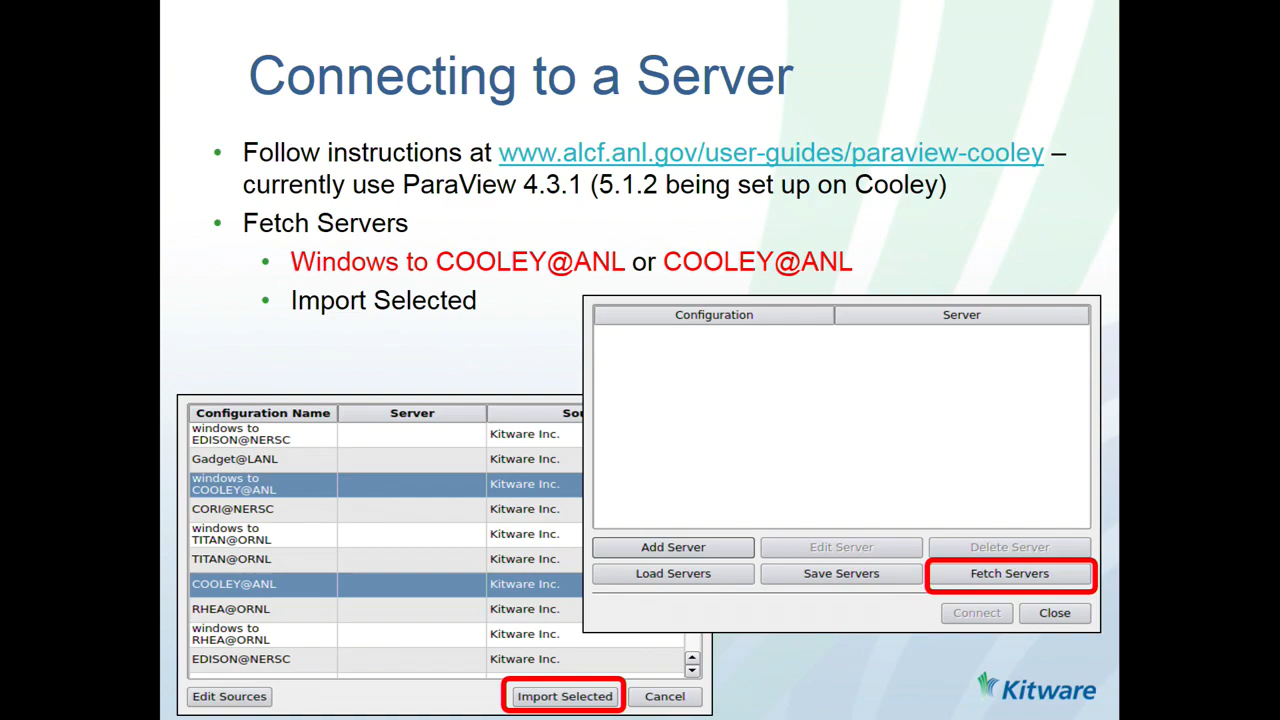 Connecting to a Server
• Follow instructions at www.alcf.anl.gov/user-guides/paraview-cooley –
currently use ParaView 4.3.1 (5.1.2 being set up on Cooley)
• Fetch Servers
• Windows to COOLEY@ANL or COOLEY@ANL
• Import Selected
Configuration Server
Add Server Edit Server Delete Server
Load Servers Save Servers Fetch Servers
Connect Close
Configuration Name Server Sou
windows to
EDISON@NERSC Kitware Inc.
Gadget@LANL Kitware Inc.
windows to
COOLEY@ANL Kitware Inc.
CORI@NERSC Kitware Inc.
windows to
TITAN@ORNL Kitware Inc.
TITAN@ORNL Kitware Inc.
COOLEY@ANL Kitware Inc.
RHEA@ORNL Kitware Inc.
windows to
RHEA@ORNL Kitware Inc.
EDISON@NERSC Kitware Inc.
Edit Sources Import Selected Cancel
Kitware